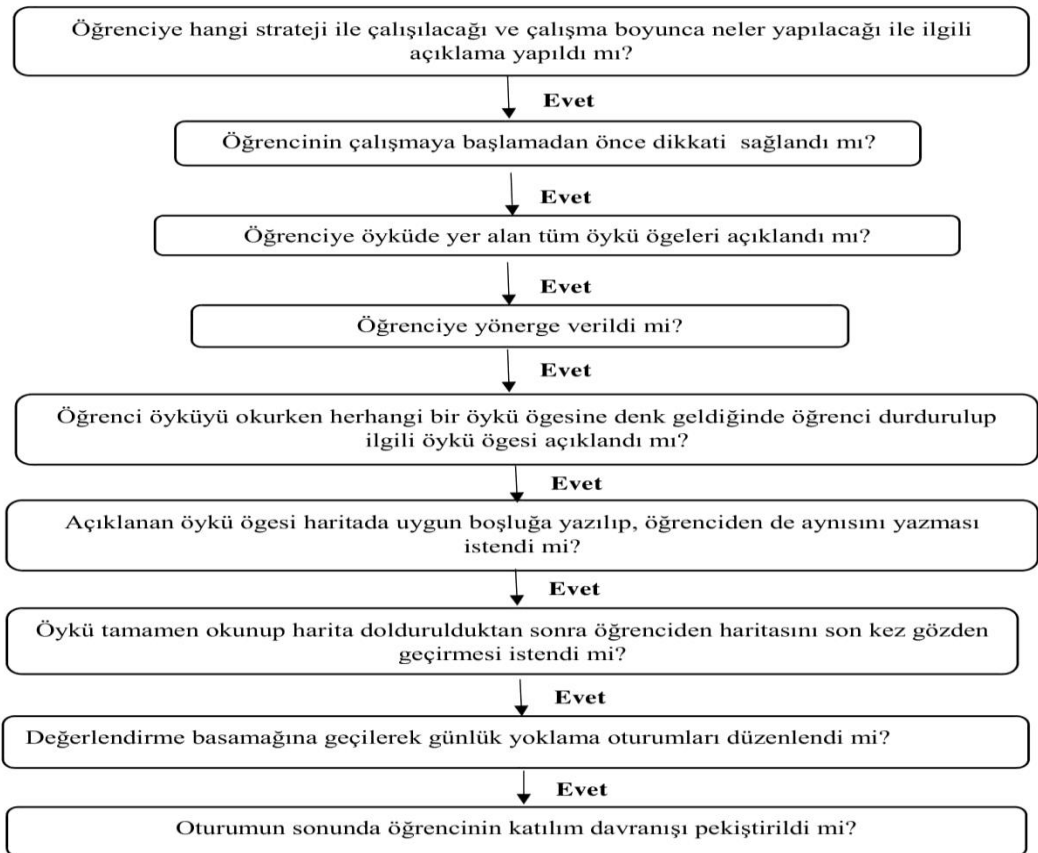 Öğrenciye hangi strateji ile çalışılacağı ve çalışma boyunca neler yapılacağı ile ilgili
açıklama yapıldı mı?
Evet
Öğrencinin çalışmaya başlamadan önce dikkati sağlandı mı?
Evet
Öğrenciye öyküde yer alan tüm öykü ögeleri açıklandı mı?
Evet
Öğrenciye yönerge verildi mi?
Evet
Öğrenci öyküyü okurken herhangi bir öykü ögesine denk geldiğinde öğrenci durdurulup
ilgili öykü ögesi açıklandı mı?
Evet
Açıklanan öykü ögesi haritada uygun boşluğa yazılıp, öğrenciden de aynısını yazması
istendi mi?
Evet
Öykü tamamen okunup harita doldurulduktan sonra öğrenciden haritasını son kez gözden
geçirmesi istendi mi?
Evet
Değerlendirme basamağına geçilerek günlük yoklama oturumları düzenlendi mi?
Evet
Oturumun sonunda öğrencinin katılım davranışı pekiştirildi mi?